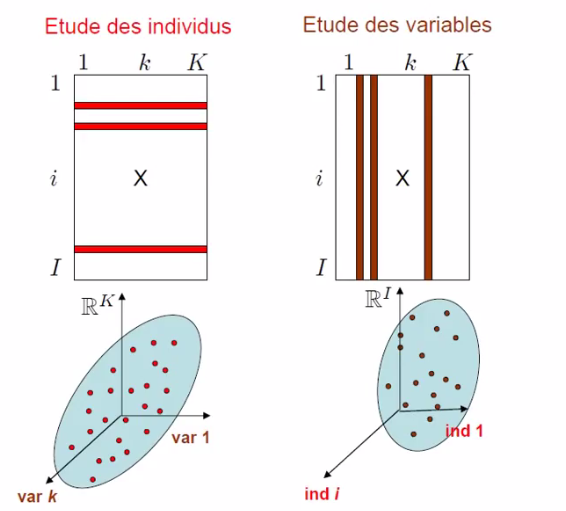 Etude des individus
1 k K
1
i
X
I
ℝ^K
var 1
var k
Etude des variables
1 k K
1
i
X
I
ℝ^I
ind 1
ind i